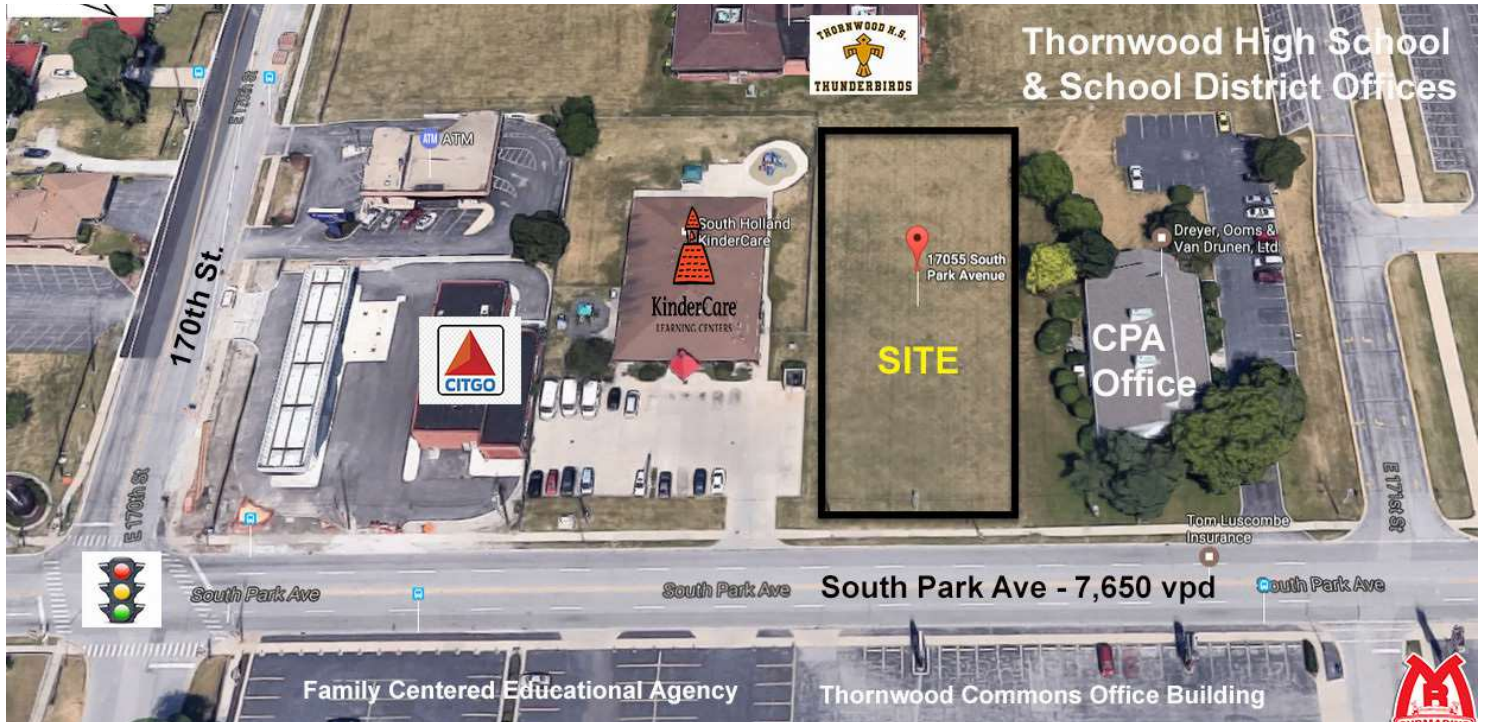 THORNWOOD H.S.
THUNDERBIRDS
Thornwood High School
& School District Offices
E 170th St
ATM ATM
South Holland
KinderCare
KinderCare
LEARNING CENTERS
17055 South
Park Avenue
Dreyer, Ooms &
Van Drunen, Ltd
170th St.
CITGO
SITE
CPA
Office
E 170th St
E 171st St
Tom Luscombe
Insurance
South Park Ave
South Park Ave
South Park Ave - 7,650 vpd
South Park Ave
Family Centered Educational Agency
Thornwood Commons Office Building